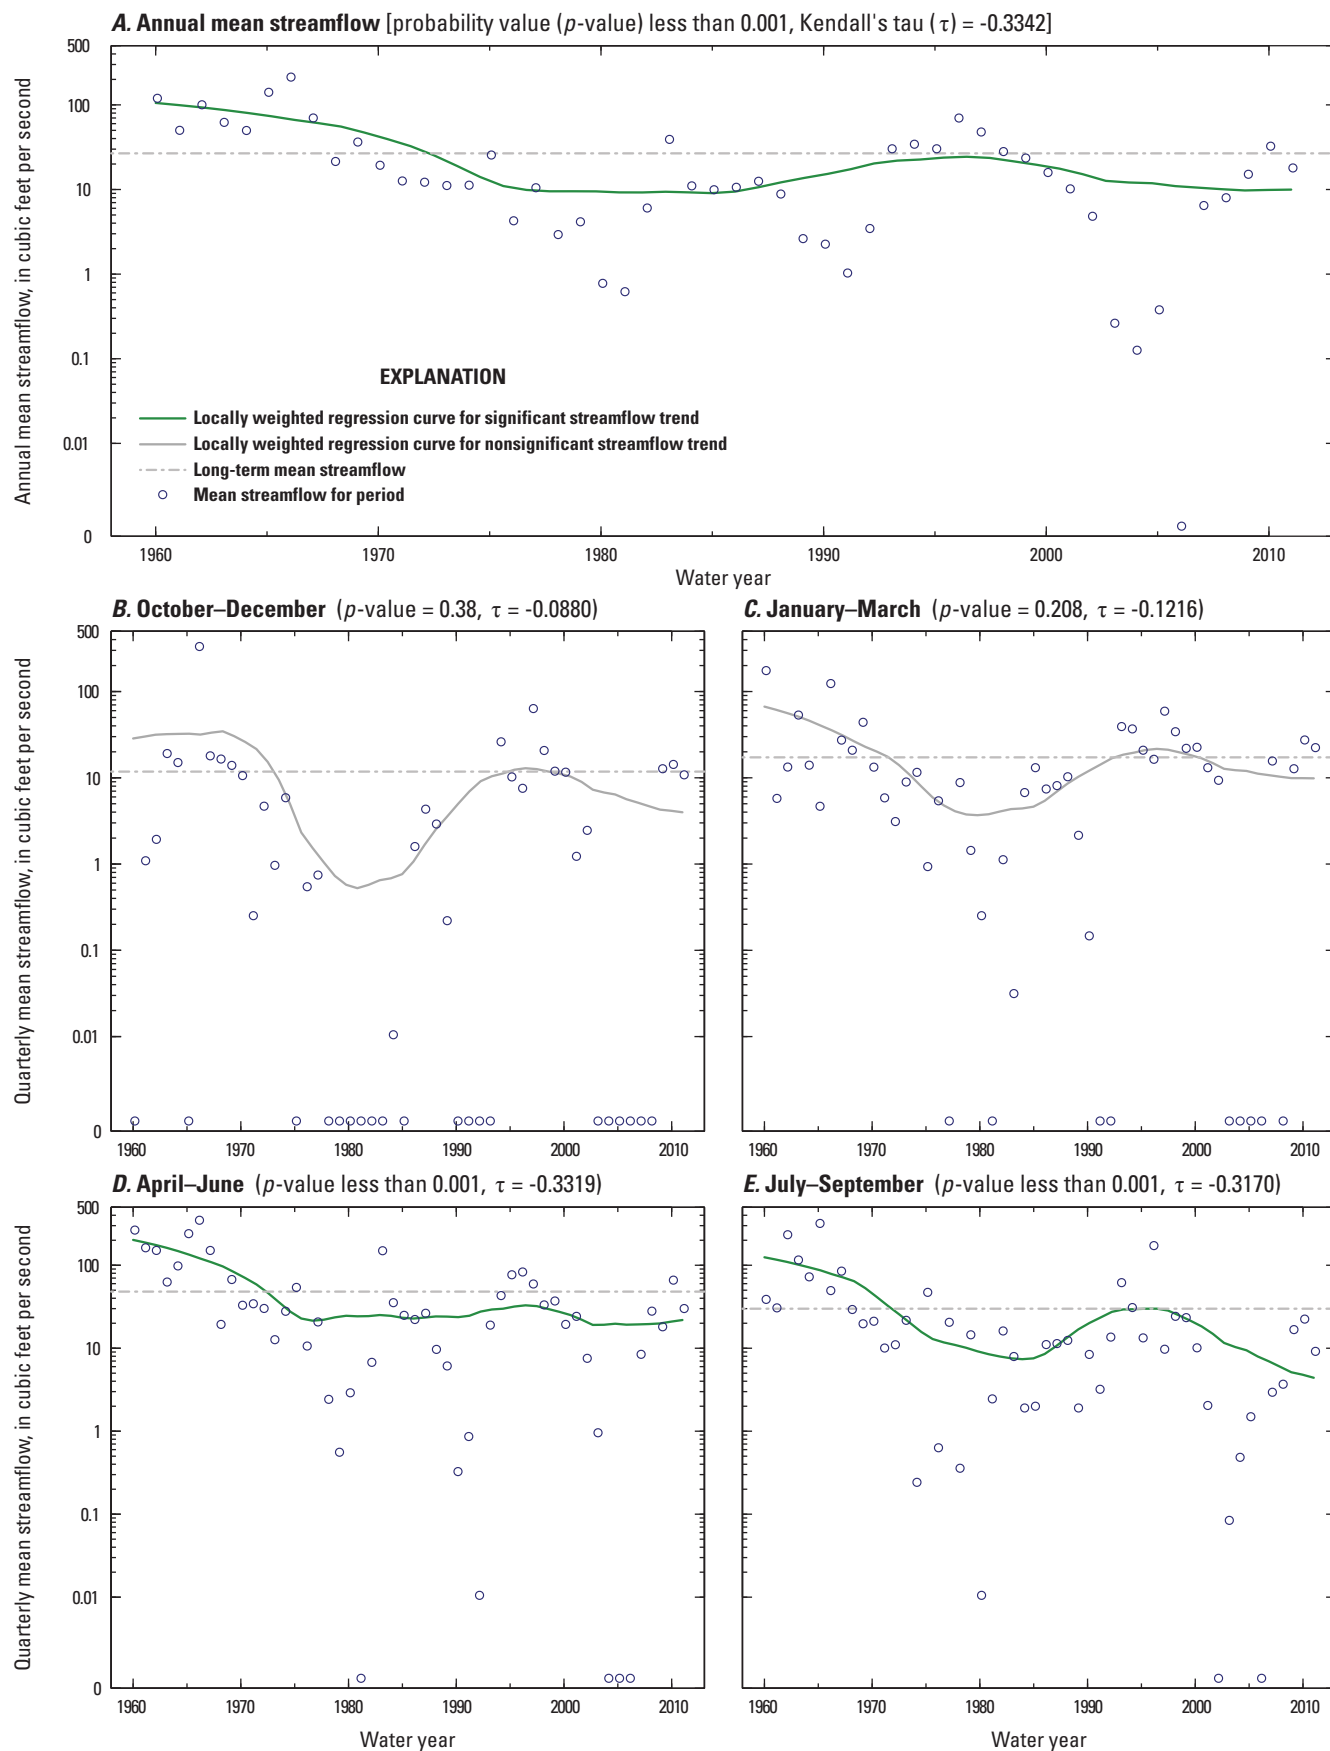 A. Annual mean streamflow [probability value (p-value) less than 0.001, Kendall's tau (τ) = -0.3342]
Annual mean streamflow, in cubic feet per second
500
100
10
1
0.1
0.01
0
EXPLANATION
Locally weighted regression curve for significant streamflow trend
Locally weighted regression curve for nonsignificant streamflow trend
Long-term mean streamflow
Mean streamflow for period
1960 1970 1980 1990 2000 2010
Water year
B. October–December (p-value = 0.38, τ = -0.0880)
Quarterly mean streamflow, in cubic feet per second
500
100
10
1
0.1
0.01
0
1960 1970 1980 1990 2000 2010
C. January–March (p-value = 0.208, τ = -0.1216)
1960 1970 1980 1990 2000 2010
D. April–June (p-value less than 0.001, τ = -0.3319)
Quarterly mean streamflow, in cubic feet per second
500
100
10
1
0.1
0.01
0
1960 1970 1980 1990 2000 2010
Water year
E. July–September (p-value less than 0.001, τ = -0.3170)
1960 1970 1980 1990 2000 2010
Water year